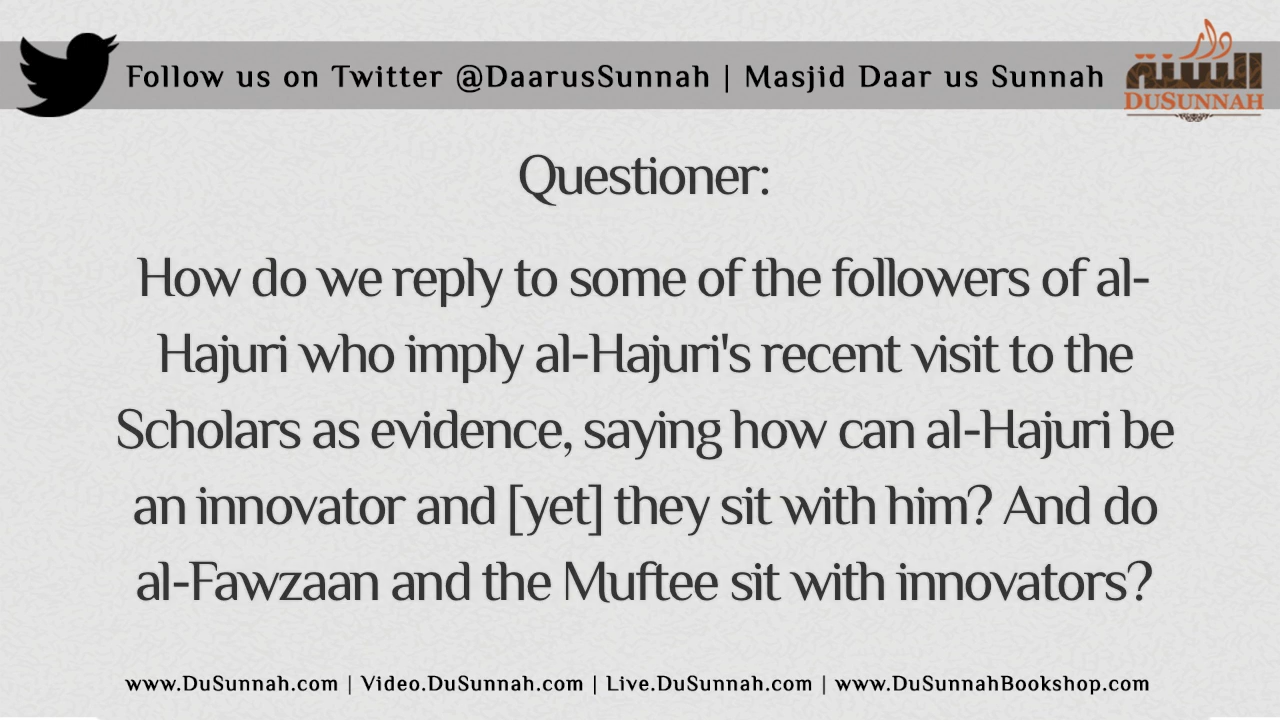 Follow us on Twitter @DaarusSunnah | Masjid Daar us Sunnah
دار
السنة
DUSUNNAH
Questioner:
How do we reply to some of the followers of al-
Hajuri who imply al-Hajuri's recent visit to the
Scholars as evidence, saying how can al-Hajuri be
an innovator and [yet] they sit with him? And do
al-Fawzaan and the Muftee sit with innovators?
www.DuSunnah.com | Video.DuSunnah.com | Live.DuSunnah.com | www.DuSunnahBookshop.com